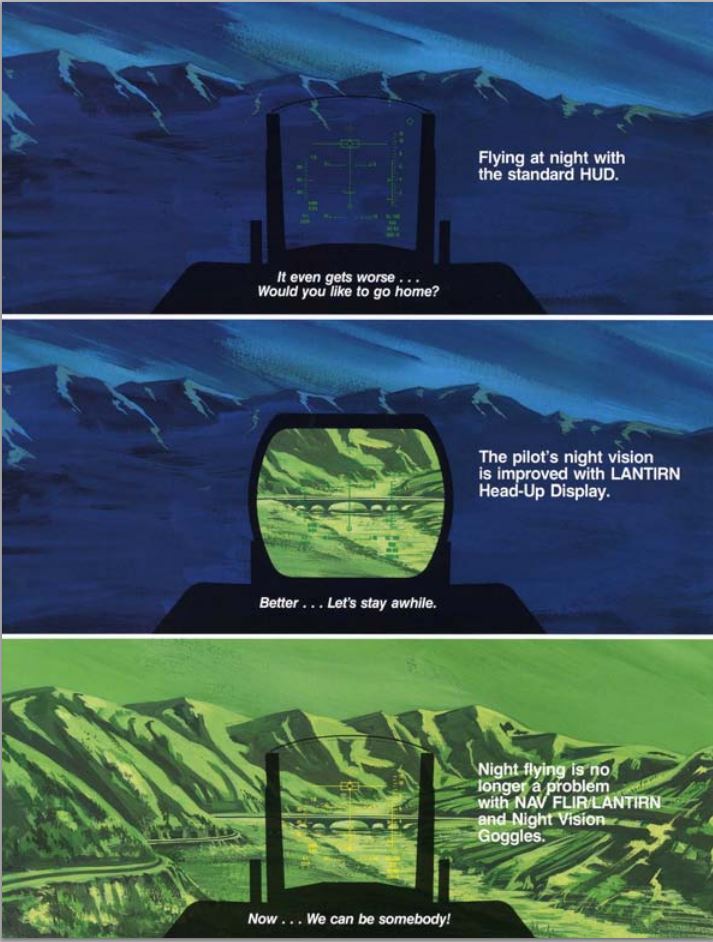 Flying at night with
the standard HUD.
It even gets worse . . .
Would you like to go home?
The pilot's night vision
is improved with LANTIRN
Head-Up Display.
Better . . . Let's stay awhile.
Night flying is no
longer a problem
with NAV FLIR/LANTIRN
and Night Vision
Goggles.
Now . . . We can be somebody!